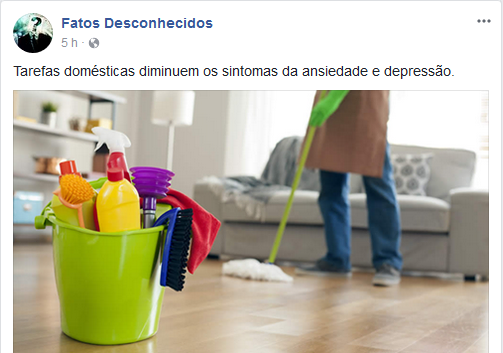 Fatos Desconhecidos
5 h ·
Tarefas domésticas diminuem os sintomas da ansiedade e depressão.